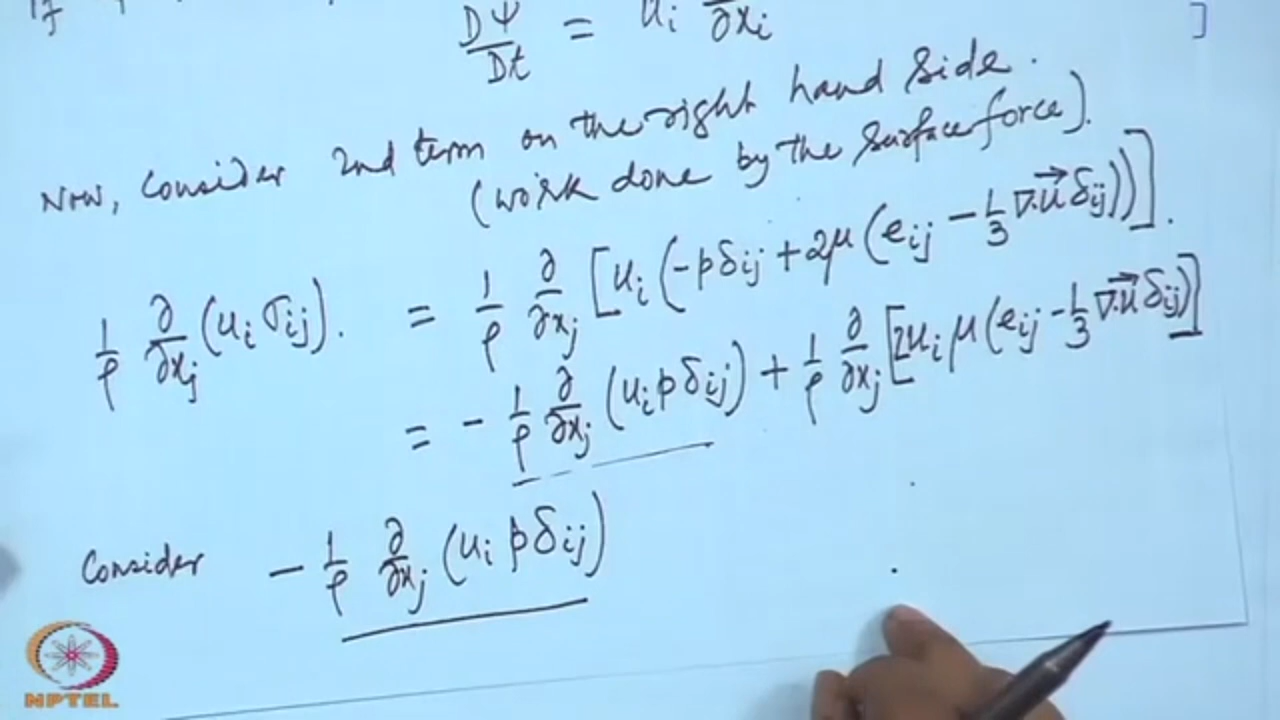 If
DΨ/Dt = u_i ∂/∂x_i ]
Now, Consider 2nd term on the right hand side.
(work done by the surface force).
1/ρ ∂/∂x_j (u_i σ_ij). = 1/ρ ∂/∂x_j [u_i (-pδ_ij + 2μ(e_ij - 1/3 ∇.u⃗ δ_ij))].
= - 1/ρ ∂/∂x_j (u_i p δ_ij) + 1/ρ ∂/∂x_j [2u_i μ(e_ij - 1/3 ∇.u⃗ δ_ij)]
Consider - 1/ρ ∂/∂x_j (u_i p δ_ij)
NPTEL